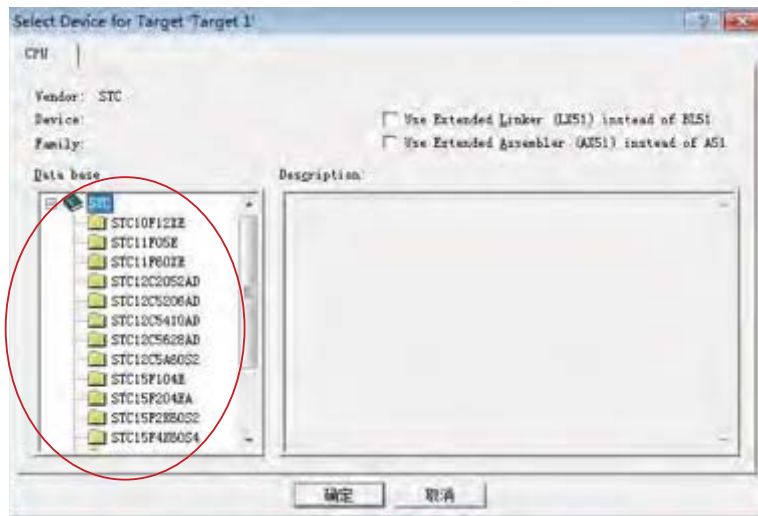 Select Device for Target 'Target 1'
CPU
Vendor: STC
Device:
Family:
Use Extended Linker (LX51) instead of BL51
Use Extended Assembler (AX51) instead of A51
Data base
Description:
STC
STC10F12XE
STC11F05E
STC11F60XE
STC12C2052AD
STC12C5206AD
STC12C5410AD
STC12C5628AD
STC12C5A60S2
STC15F104E
STC15F204EA
STC15F2K60S2
STC15F4K60S4
确定
取消